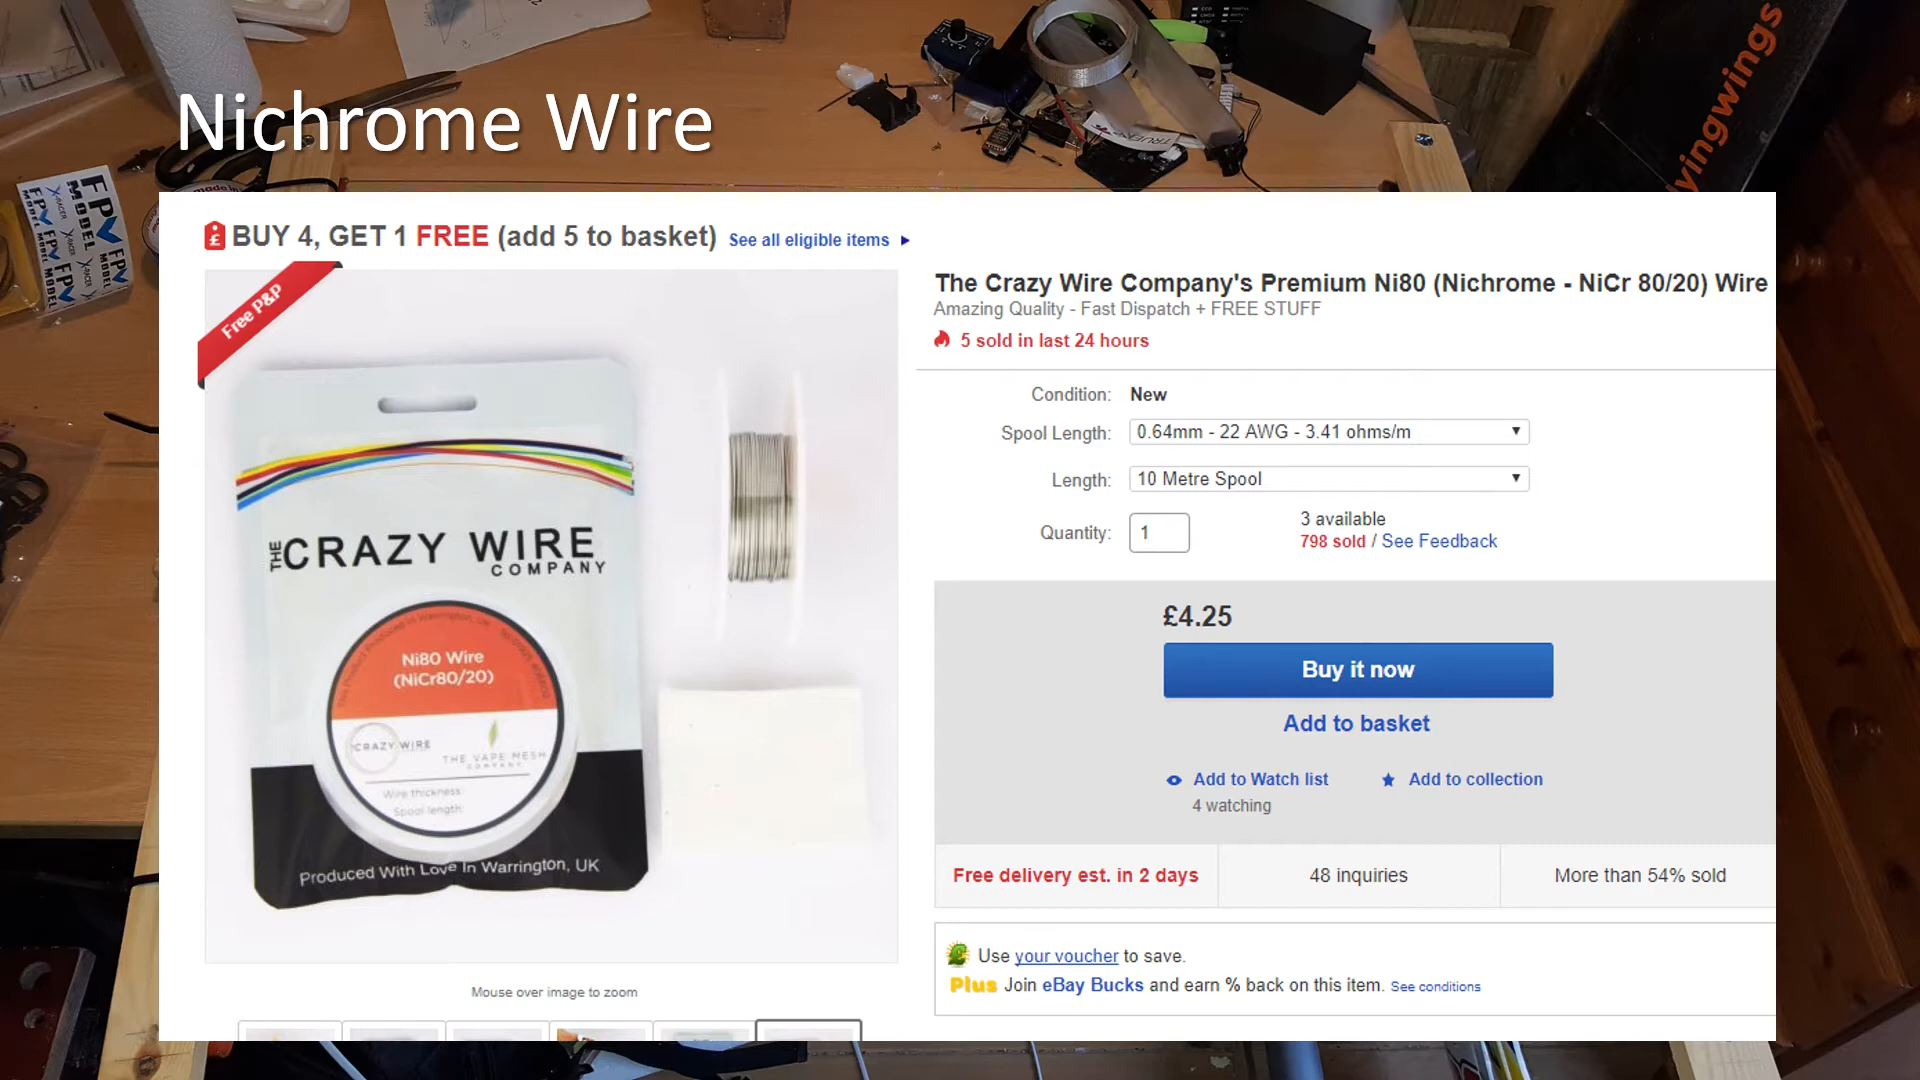 Nichrome Wire
flyingwings
FPV
MODEL
X-RACER
BUY 4, GET 1 FREE (add 5 to basket) See all eligible items
Free P&P
THE CRAZY WIRE
COMPANY
Ni80 Wire
(NiCr80/20)
CRAZY WIRE
THE VAPE MESH
COMPANY
Wire thickness:
Spool length:
Produced With Love In Warrington, UK
Mouse over image to zoom
The Crazy Wire Company's Premium Ni80 (Nichrome - NiCr 80/20) Wire
Amazing Quality - Fast Dispatch + FREE STUFF
5 sold in last 24 hours
Condition: New
Spool Length: 0.64mm - 22 AWG - 3.41 ohms/m
Length: 10 Metre Spool
Quantity: 1
3 available
798 sold / See Feedback
£4.25
Buy it now
Add to basket
Add to Watch list
Add to collection
4 watching
Free delivery est. in 2 days
48 inquiries
More than 54% sold
Use your voucher to save.
Plus Join eBay Bucks and earn % back on this item. See conditions